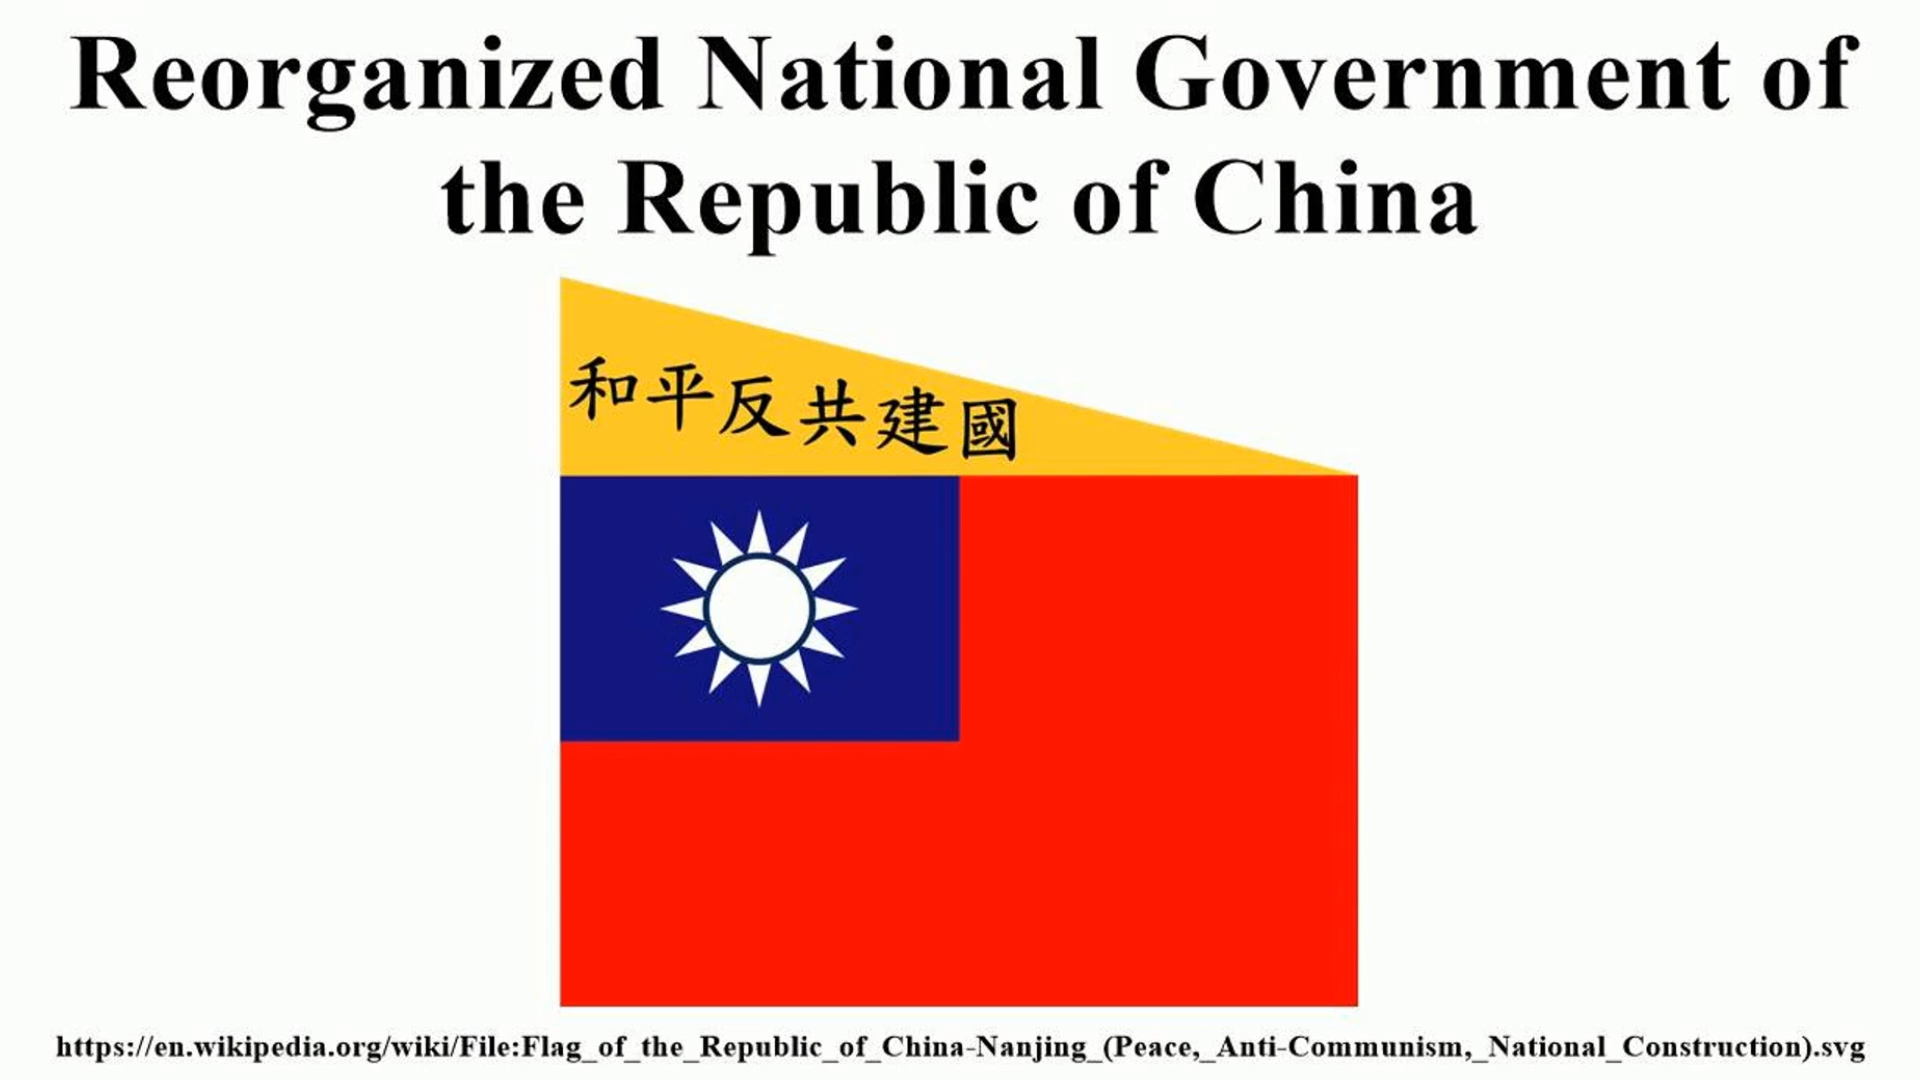 Reorganized National Government of
the Republic of China
和平反共建國
https://en.wikipedia.org/wiki/File:Flag_of_the_Republic_of_China-Nanjing_(Peace,_Anti-Communism,_National_Construction).svg